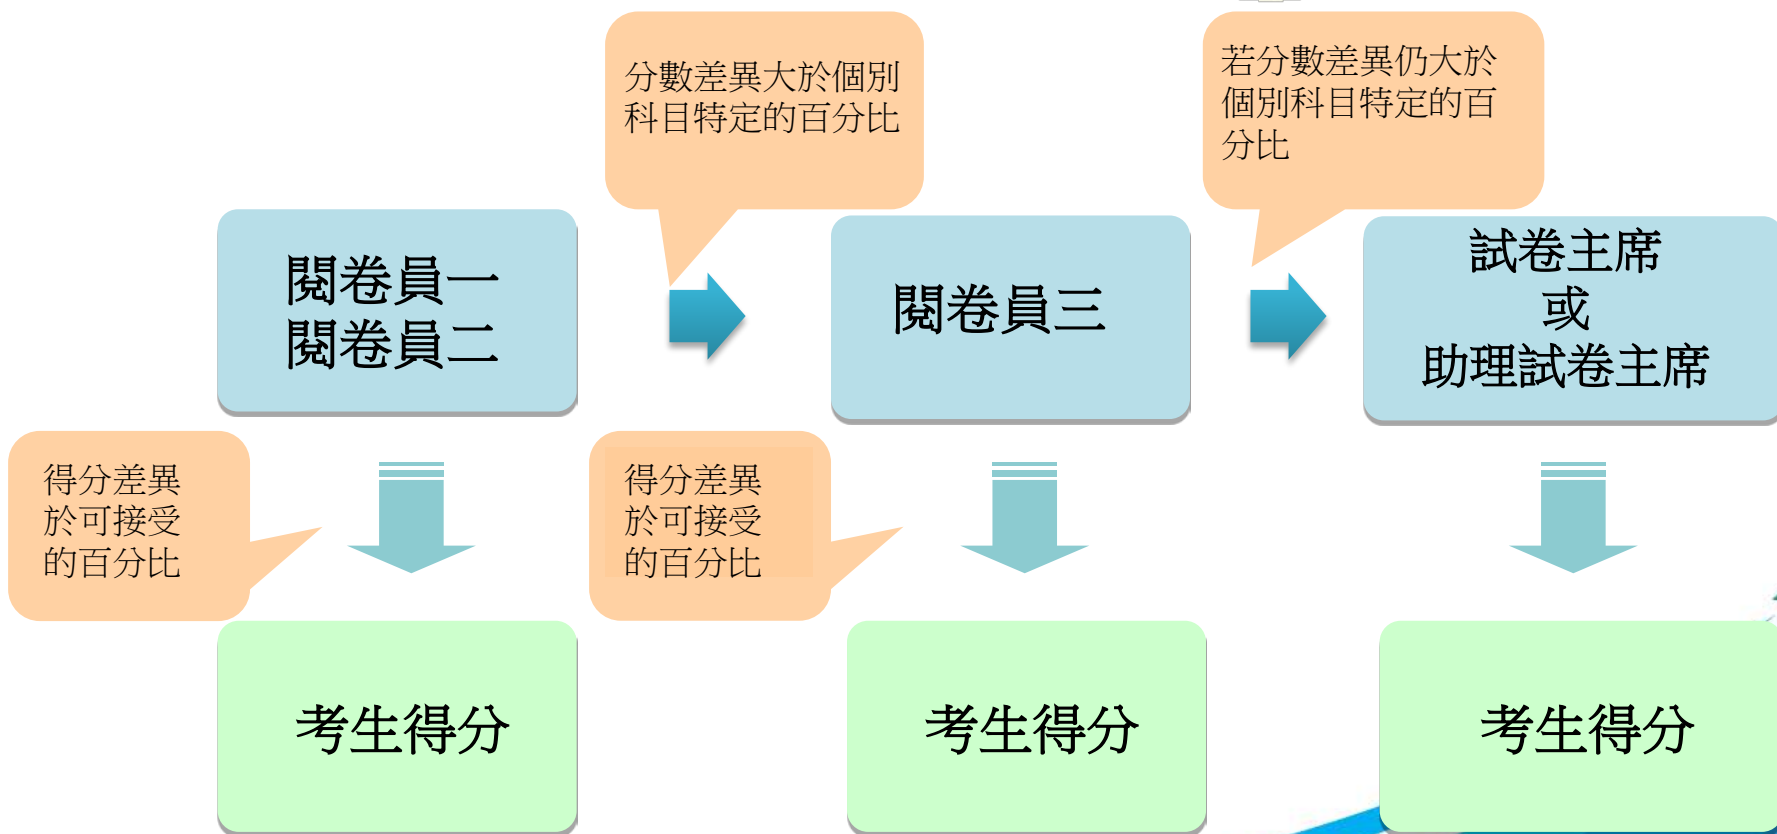 分數差異大於個別
科目特定的百分比
若分數差異仍大於
個別科目特定的百
分比
閱卷員一
閱卷員二
閱卷員三
試卷主席
或
助理試卷主席
得分差異
於可接受
的百分比
得分差異
於可接受
的百分比
考生得分
考生得分
考生得分